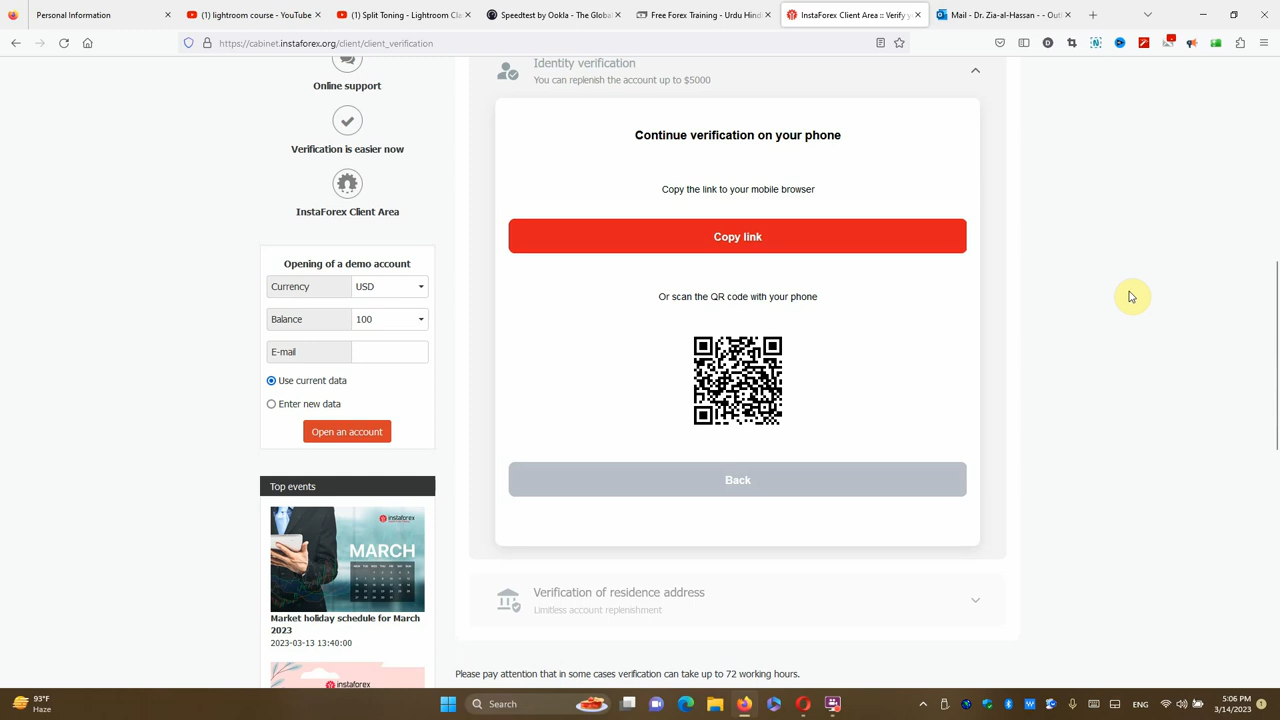 Personal Information
(1) lightroom course - YouTube
(1) Split Toning - Lightroom Cl
Speedtest by Ookla - The Globa
Free Forex Training - Urdu Hind
InstaForex Client Area :: Verify y
Mail - Dr. Zia-al-Hassan - Outl
https://cabinet.instaforex.org/client/client_verification
Online support
Verification is easier now
InstaForex Client Area
Opening of a demo account
Currency USD
Balance 100
E-mail
Use current data
Enter new data
Open an account
Top events
instaforex
MARCH
Market holiday schedule for March
2023
2023-03-13 13:40:00
instaforex
Identity verification
You can replenish the account up to $5000
Continue verification on your phone
Copy the link to your mobile browser
Copy link
Or scan the QR code with your phone
Back
Verification of residence address
Limitless account replenishment
Please pay attention that in some cases verification can take up to 72 working hours.
93°F
Haze
Search
ENG
5:06 PM
3/14/2023